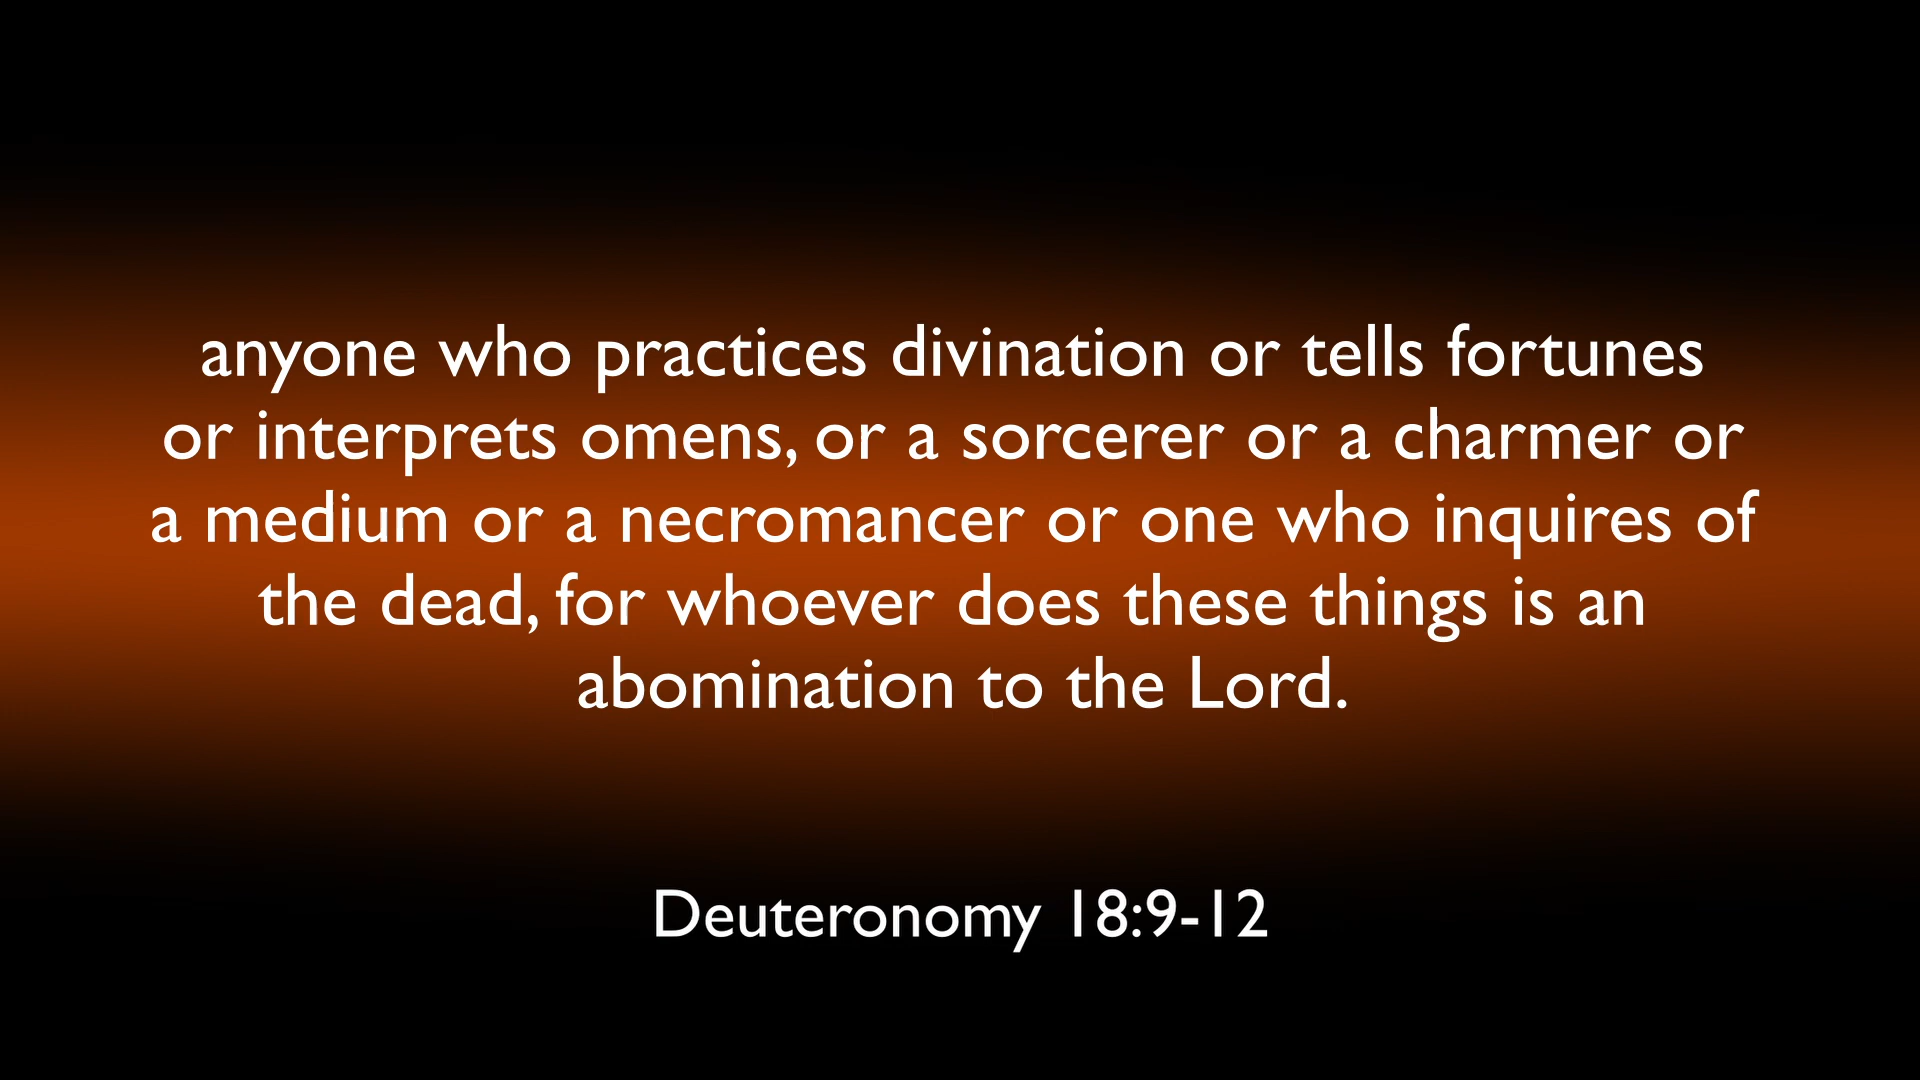 anyone who practices divination or tells fortunes
or interprets omens, or a sorcerer or a charmer or
a medium or a necromancer or one who inquires of
the dead, for whoever does these things is an
abomination to the Lord.
Deuteronomy 18:9-12